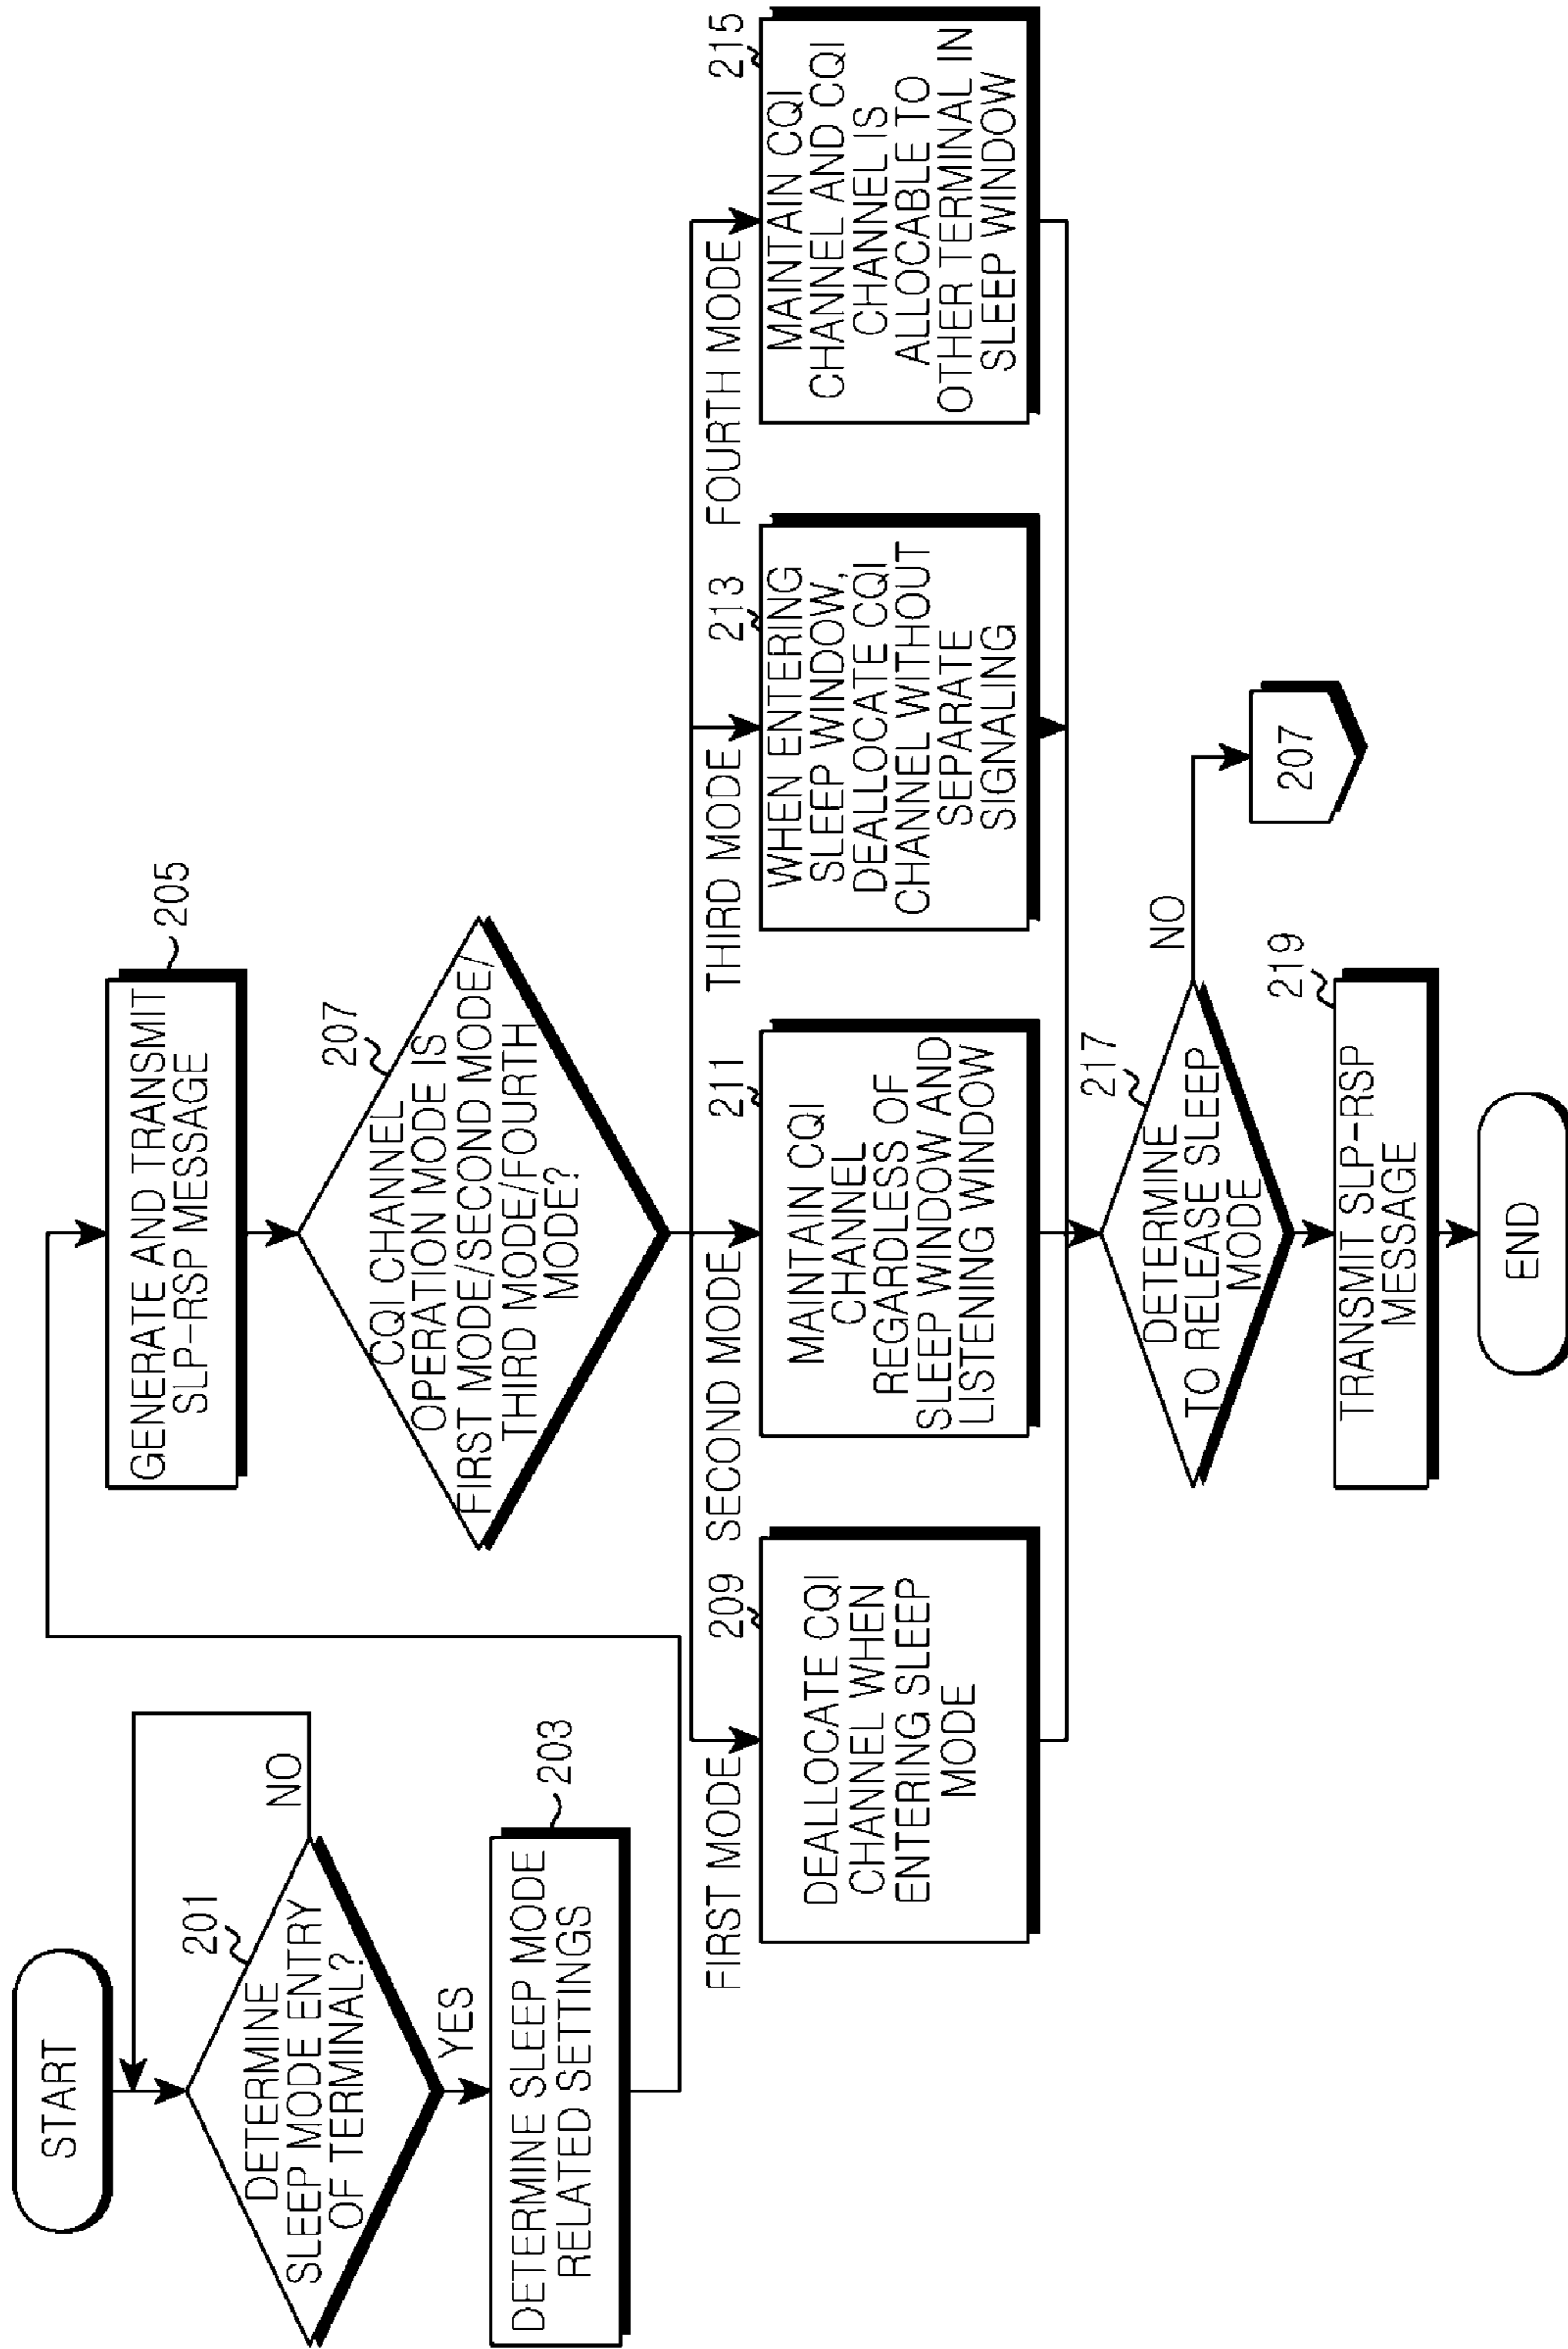 START
201
DETERMINE
SLEEP MODE ENTRY
OF TERMINAL?
NO
YES
203
DETERMINE SLEEP MODE
RELATED SETTINGS
205
GENERATE AND TRANSMIT
SLP-RSP MESSAGE
207
CQI CHANNEL
OPERATION MODE IS
FIRST MODE/SECOND MODE/
THIRD MODE/FOURTH
MODE?
FIRST MODE
209
DEALLOCATE CQI
CHANNEL WHEN
ENTERING SLEEP
MODE
SECOND MODE
211
MAINTAIN CQI
CHANNEL
REGARDLESS OF
SLEEP WINDOW AND
LISTENING WINDOW
THIRD MODE
213
WHEN ENTERING
SLEEP WINDOW,
DEALLOCATE CQI
CHANNEL WITHOUT
SEPARATE
SIGNALING
FOURTH MODE
215
MAINTAIN CQI
CHANNEL AND CQI
CHANNEL IS
ALLOCABLE TO
OTHER TERMINAL IN
SLEEP WINDOW
217
DETERMINE
TO RELEASE SLEEP
MODE
NO
207
219
TRANSMIT SLP-RSP
MESSAGE
END